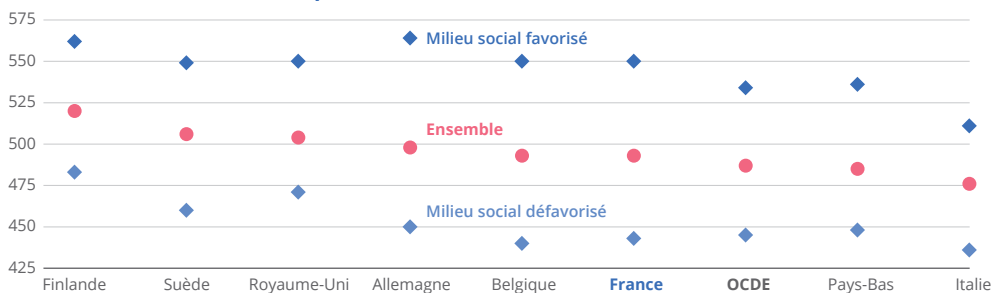 575
550
525
500
475
450
425
Milieu social favorisé
Ensemble
Milieu social défavorisé
Finlande Suède Royaume-Uni Allemagne Belgique France OCDE Pays-Bas Italie